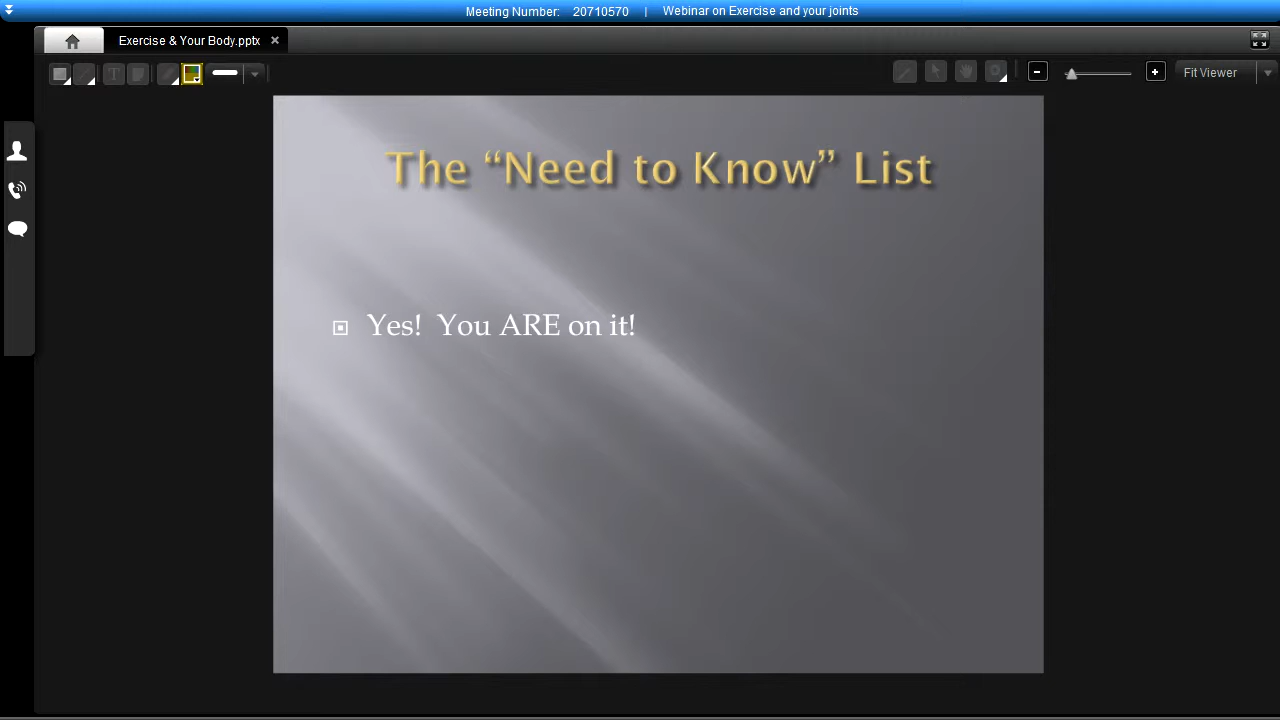 Meeting Number: 20710570 | Webinar on Exercise and your joints
Exercise & Your Body.pptx
T
Fit Viewer
The “Need to Know” List
Yes! You ARE on it!